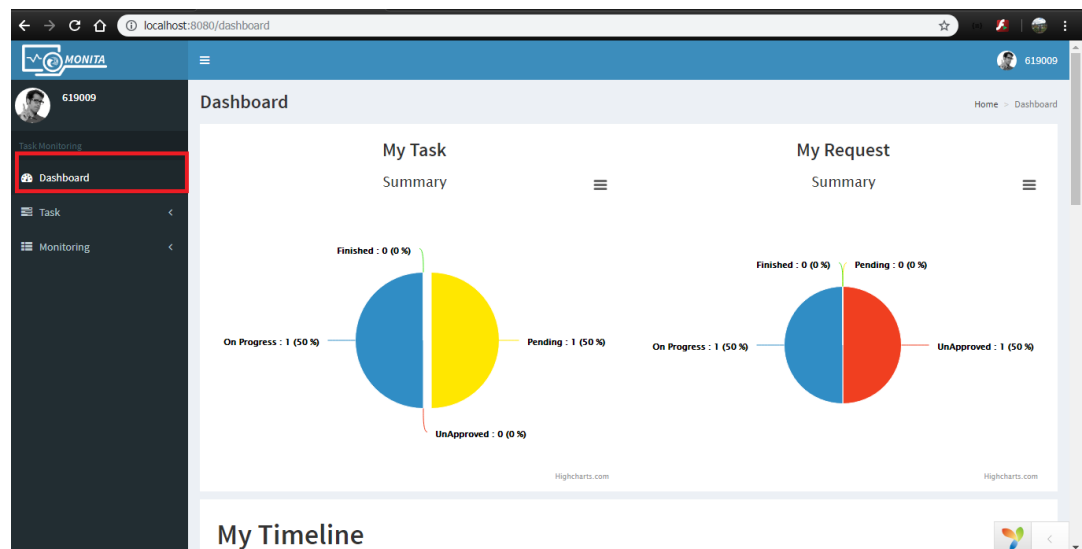 localhost:8080/dashboard
MONITA
619009
619009
Dashboard
Home > Dashboard
Task Monitoring
Dashboard
Task
Monitoring
My Task
Summary
Finished : 0 (0 %)
On Progress : 1 (50 %)
Pending : 1 (50 %)
UnApproved : 0 (0 %)
Highcharts.com
My Request
Summary
Finished : 0 (0 %)
Pending : 0 (0 %)
On Progress : 1 (50 %)
UnApproved : 1 (50 %)
Highcharts.com
My Timeline